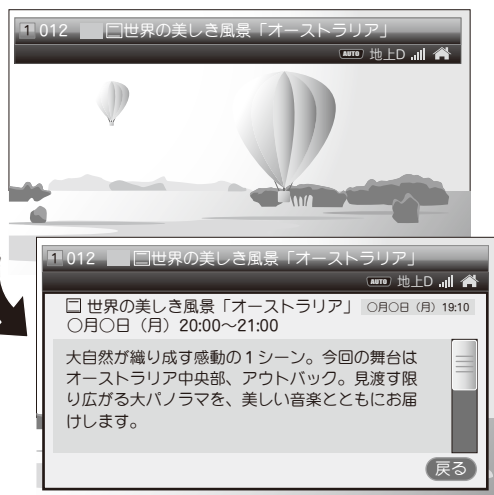 1 012 世界の美しき風景「オーストラリア」
AUTO 地上D
1 012 世界の美しき風景「オーストラリア」
AUTO 地上D
世界の美しき風景「オーストラリア」 〇月〇日（月）19:10
〇月〇日（月）20:00～21:00
大自然が織り成す感動の1シーン。今回の舞台は
オーストラリア中央部、アウトバック。見渡す限
り広がる大パノラマを、美しい音楽とともにお届
けします。
戻る